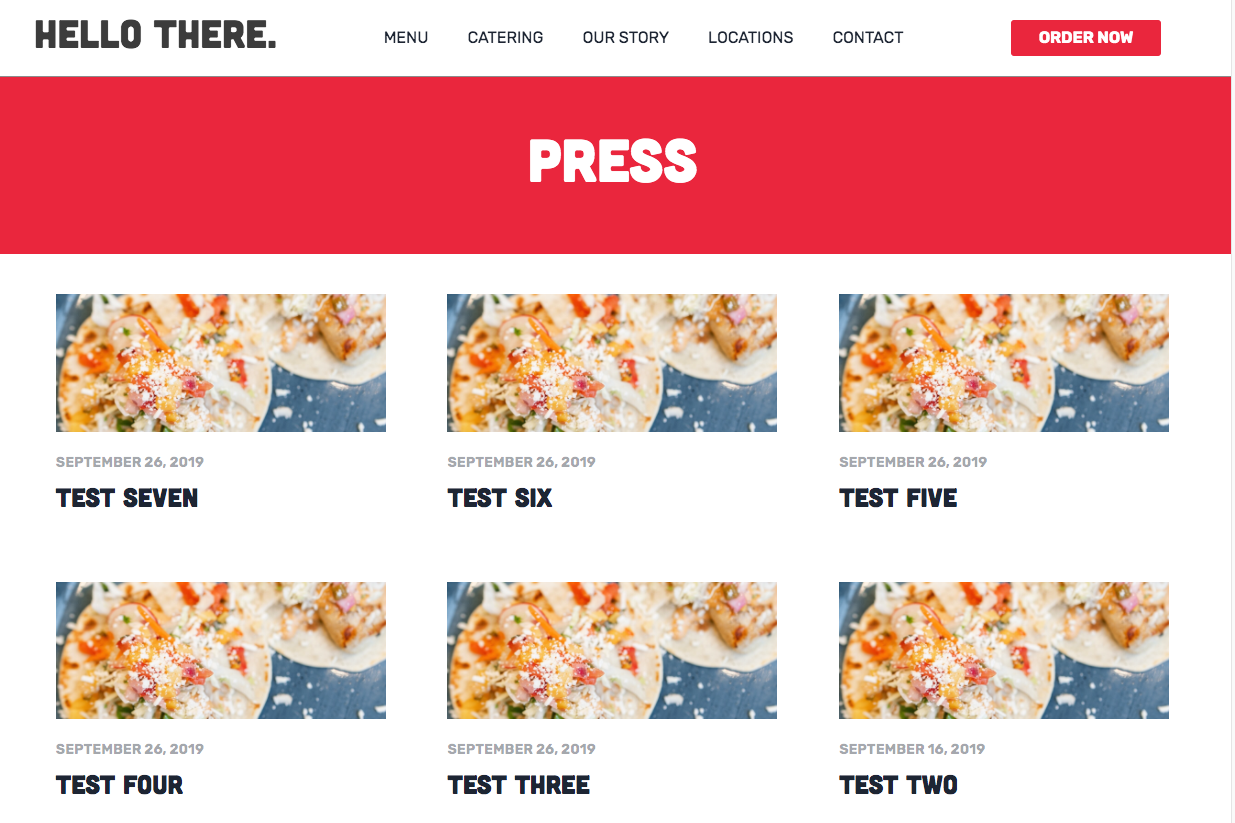 HELLO THERE.
MENU CATERING OUR STORY LOCATIONS CONTACT ORDER NOW
PRESS
SEPTEMBER 26, 2019 SEPTEMBER 26, 2019 SEPTEMBER 26, 2019
TEST SEVEN TEST SIX TEST FIVE
SEPTEMBER 26, 2019 SEPTEMBER 26, 2019 SEPTEMBER 16, 2019
TEST FOUR TEST THREE TEST TWO